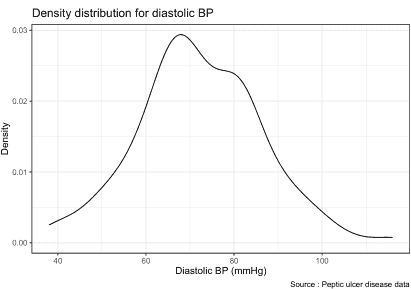 Density distribution for diastolic BP
0.03
0.02
0.01
0.00
Density
40 60 80 100
Diastolic BP (mmHg)
Source : Peptic ulcer disease data